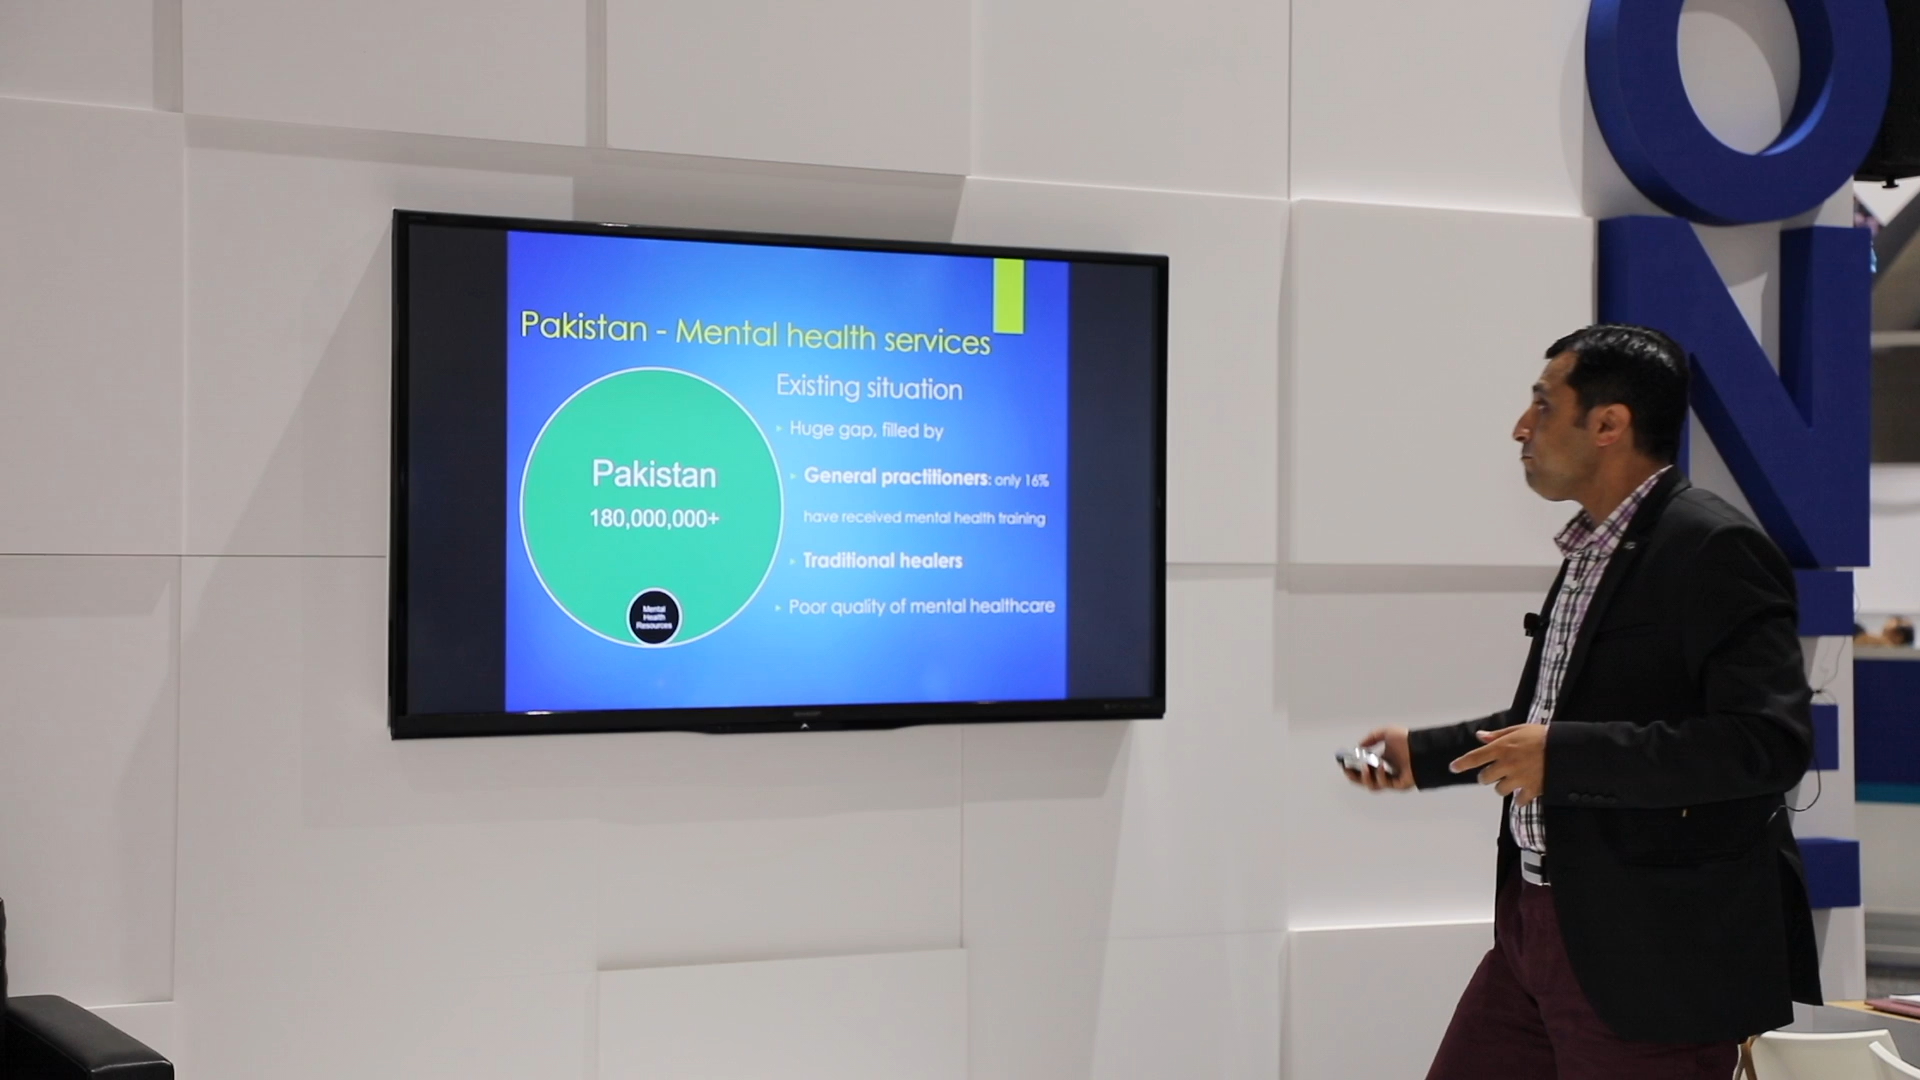 Pakistan - Mental health services
Pakistan
180,000,000+
Mental
Health
Resources
Existing situation
Huge gap, filled by
General practitioners: only 16%
have received mental health training
Traditional healers
Poor quality of mental healthcare
ON